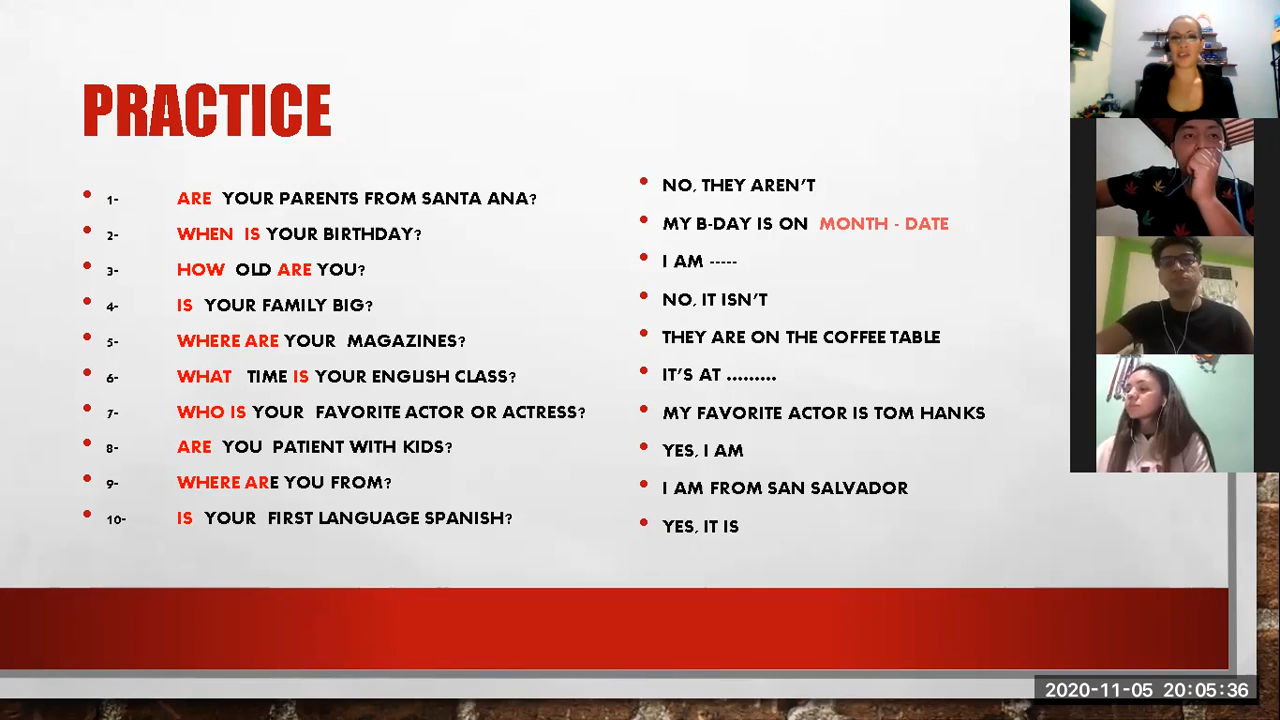 PRACTICE
• 1- ARE YOUR PARENTS FROM SANTA ANA?
• 2- WHEN IS YOUR BIRTHDAY?
• 3- HOW OLD ARE YOU?
• 4- IS YOUR FAMILY BIG?
• 5- WHERE ARE YOUR MAGAZINES?
• 6- WHAT TIME IS YOUR ENGLISH CLASS?
• 7- WHO IS YOUR FAVORITE ACTOR OR ACTRESS?
• 8- ARE YOU PATIENT WITH KIDS?
• 9- WHERE ARE YOU FROM?
• 10- IS YOUR FIRST LANGUAGE SPANISH?
• NO, THEY AREN'T
• MY B-DAY IS ON MONTH - DATE
• I AM -----
• NO, IT ISN'T
• THEY ARE ON THE COFFEE TABLE
• IT'S AT .........
• MY FAVORITE ACTOR IS TOM HANKS
• YES, I AM
• I AM FROM SAN SALVADOR
• YES, IT IS
2020-11-05 20:05:36